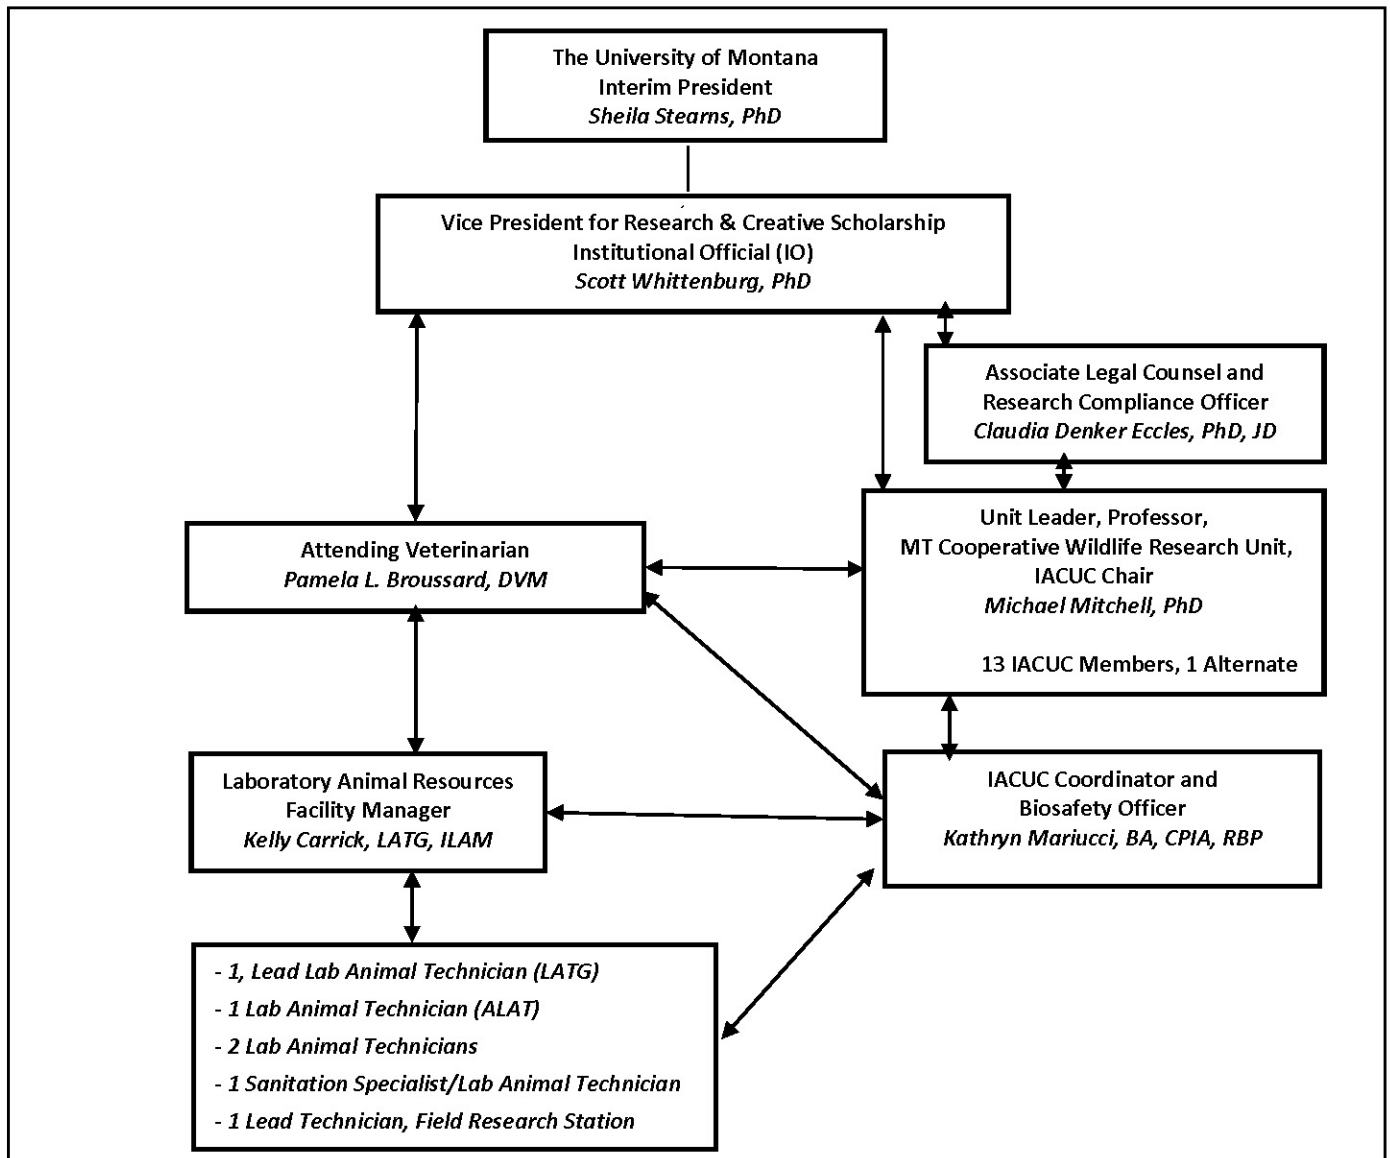 The University of Montana
Interim President
Sheila Stearns, PhD
Vice President for Research & Creative Scholarship
Institutional Official (IO)
Scott Whittenburg, PhD
Associate Legal Counsel and
Research Compliance Officer
Claudia Denker Eccles, PhD, JD
Attending Veterinarian
Pamela L. Broussard, DVM
Unit Leader, Professor,
MT Cooperative Wildlife Research Unit,
IACUC Chair
Michael Mitchell, PhD
13 IACUC Members, 1 Alternate
Laboratory Animal Resources
Facility Manager
Kelly Carrick, LATG, ILAM
IACUC Coordinator and
Biosafety Officer
Kathryn Mariucci, BA, CPIA, RBP
- 1, Lead Lab Animal Technician (LATG)
- 1 Lab Animal Technician (ALAT)
- 2 Lab Animal Technicians
- 1 Sanitation Specialist/Lab Animal Technician
- 1 Lead Technician, Field Research Station